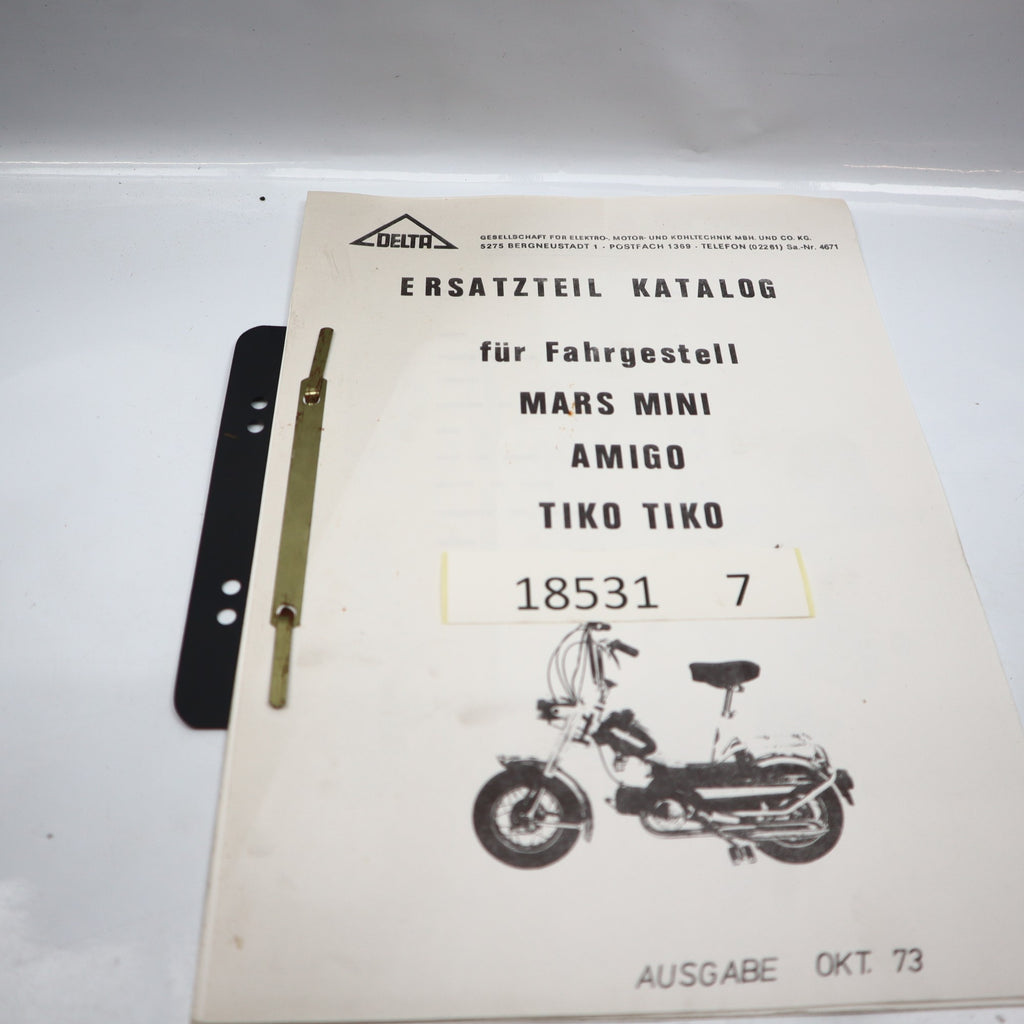 DELTA
GESELLSCHAFT FÜR ELEKTRO-, MOTOR- UND KÜHLTECHNIK MBH. UND CO. KG.
5275 BERGNEUSTADT 1 · POSTFACH 1369 · TELEFON (02261) Sa.-Nr. 4671
ERSATZTEIL KATALOG
für Fahrgestell
MARS MINI
AMIGO
TIKO TIKO
18531 7
AUSGABE OKT. 73